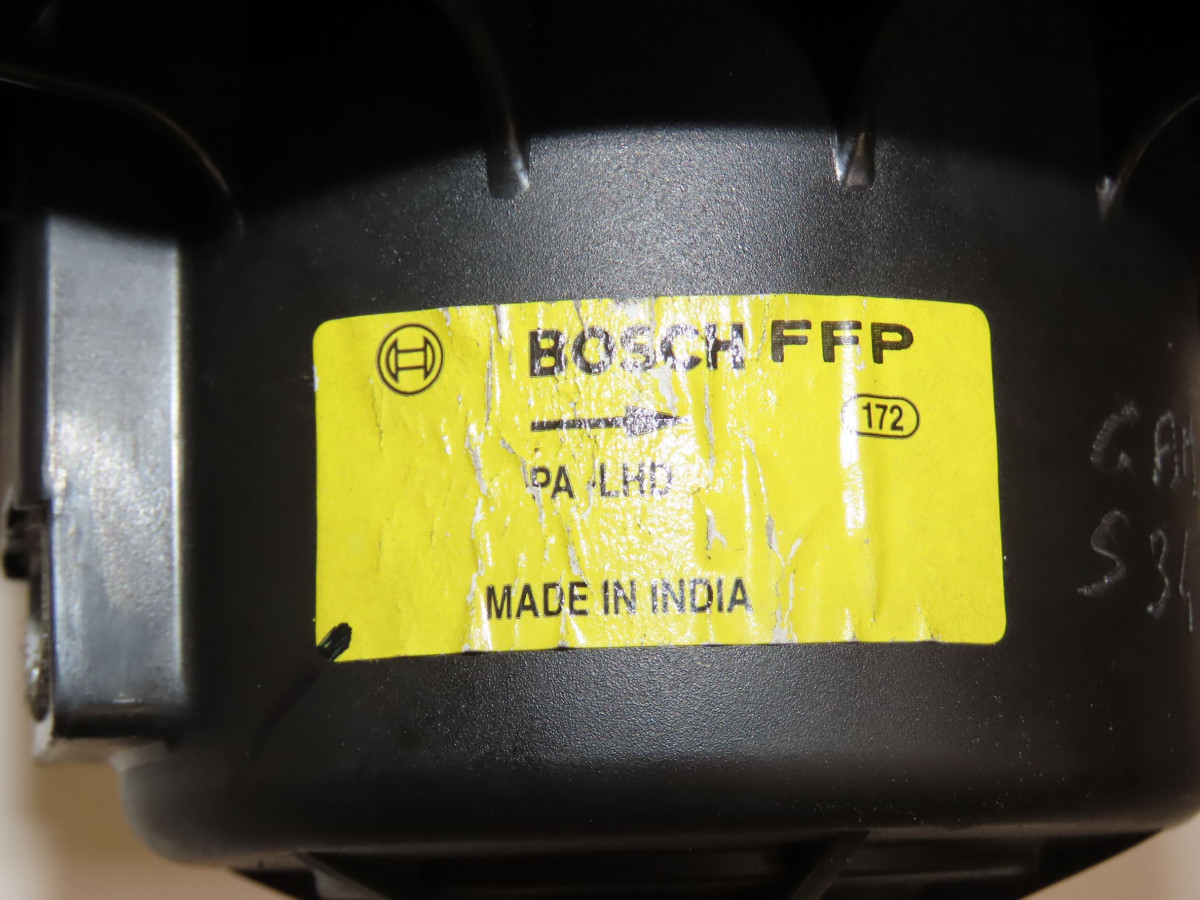 BOSCH FFP
172
PA LHD
MADE IN INDIA